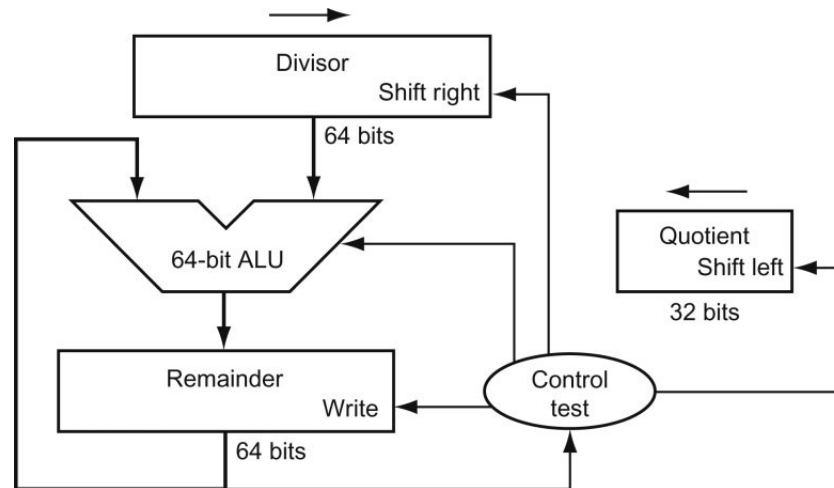 Divisor
Shift right
64 bits
64-bit ALU
Quotient
Shift left
32 bits
Remainder
Write
Control
test
64 bits